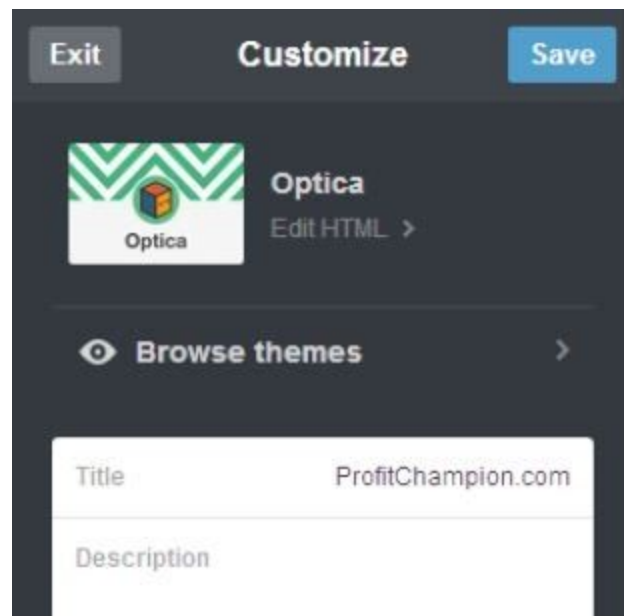 Exit Customize Save
Optica
Edit HTML >
Optica
Browse themes >
Title ProfitChampion.com
Description